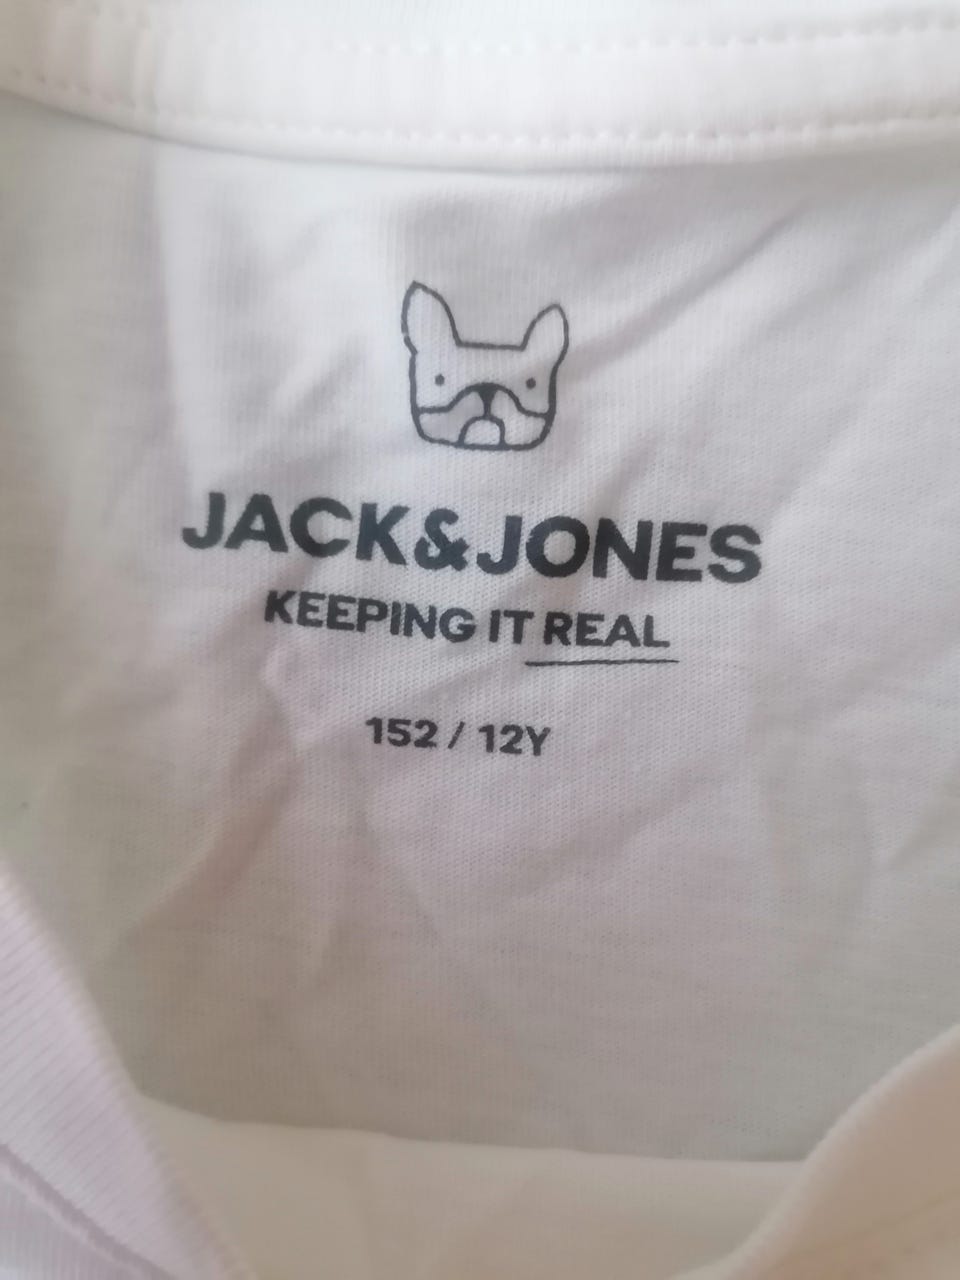 JACK&JONES
KEEPING IT REAL
152 / 12Y